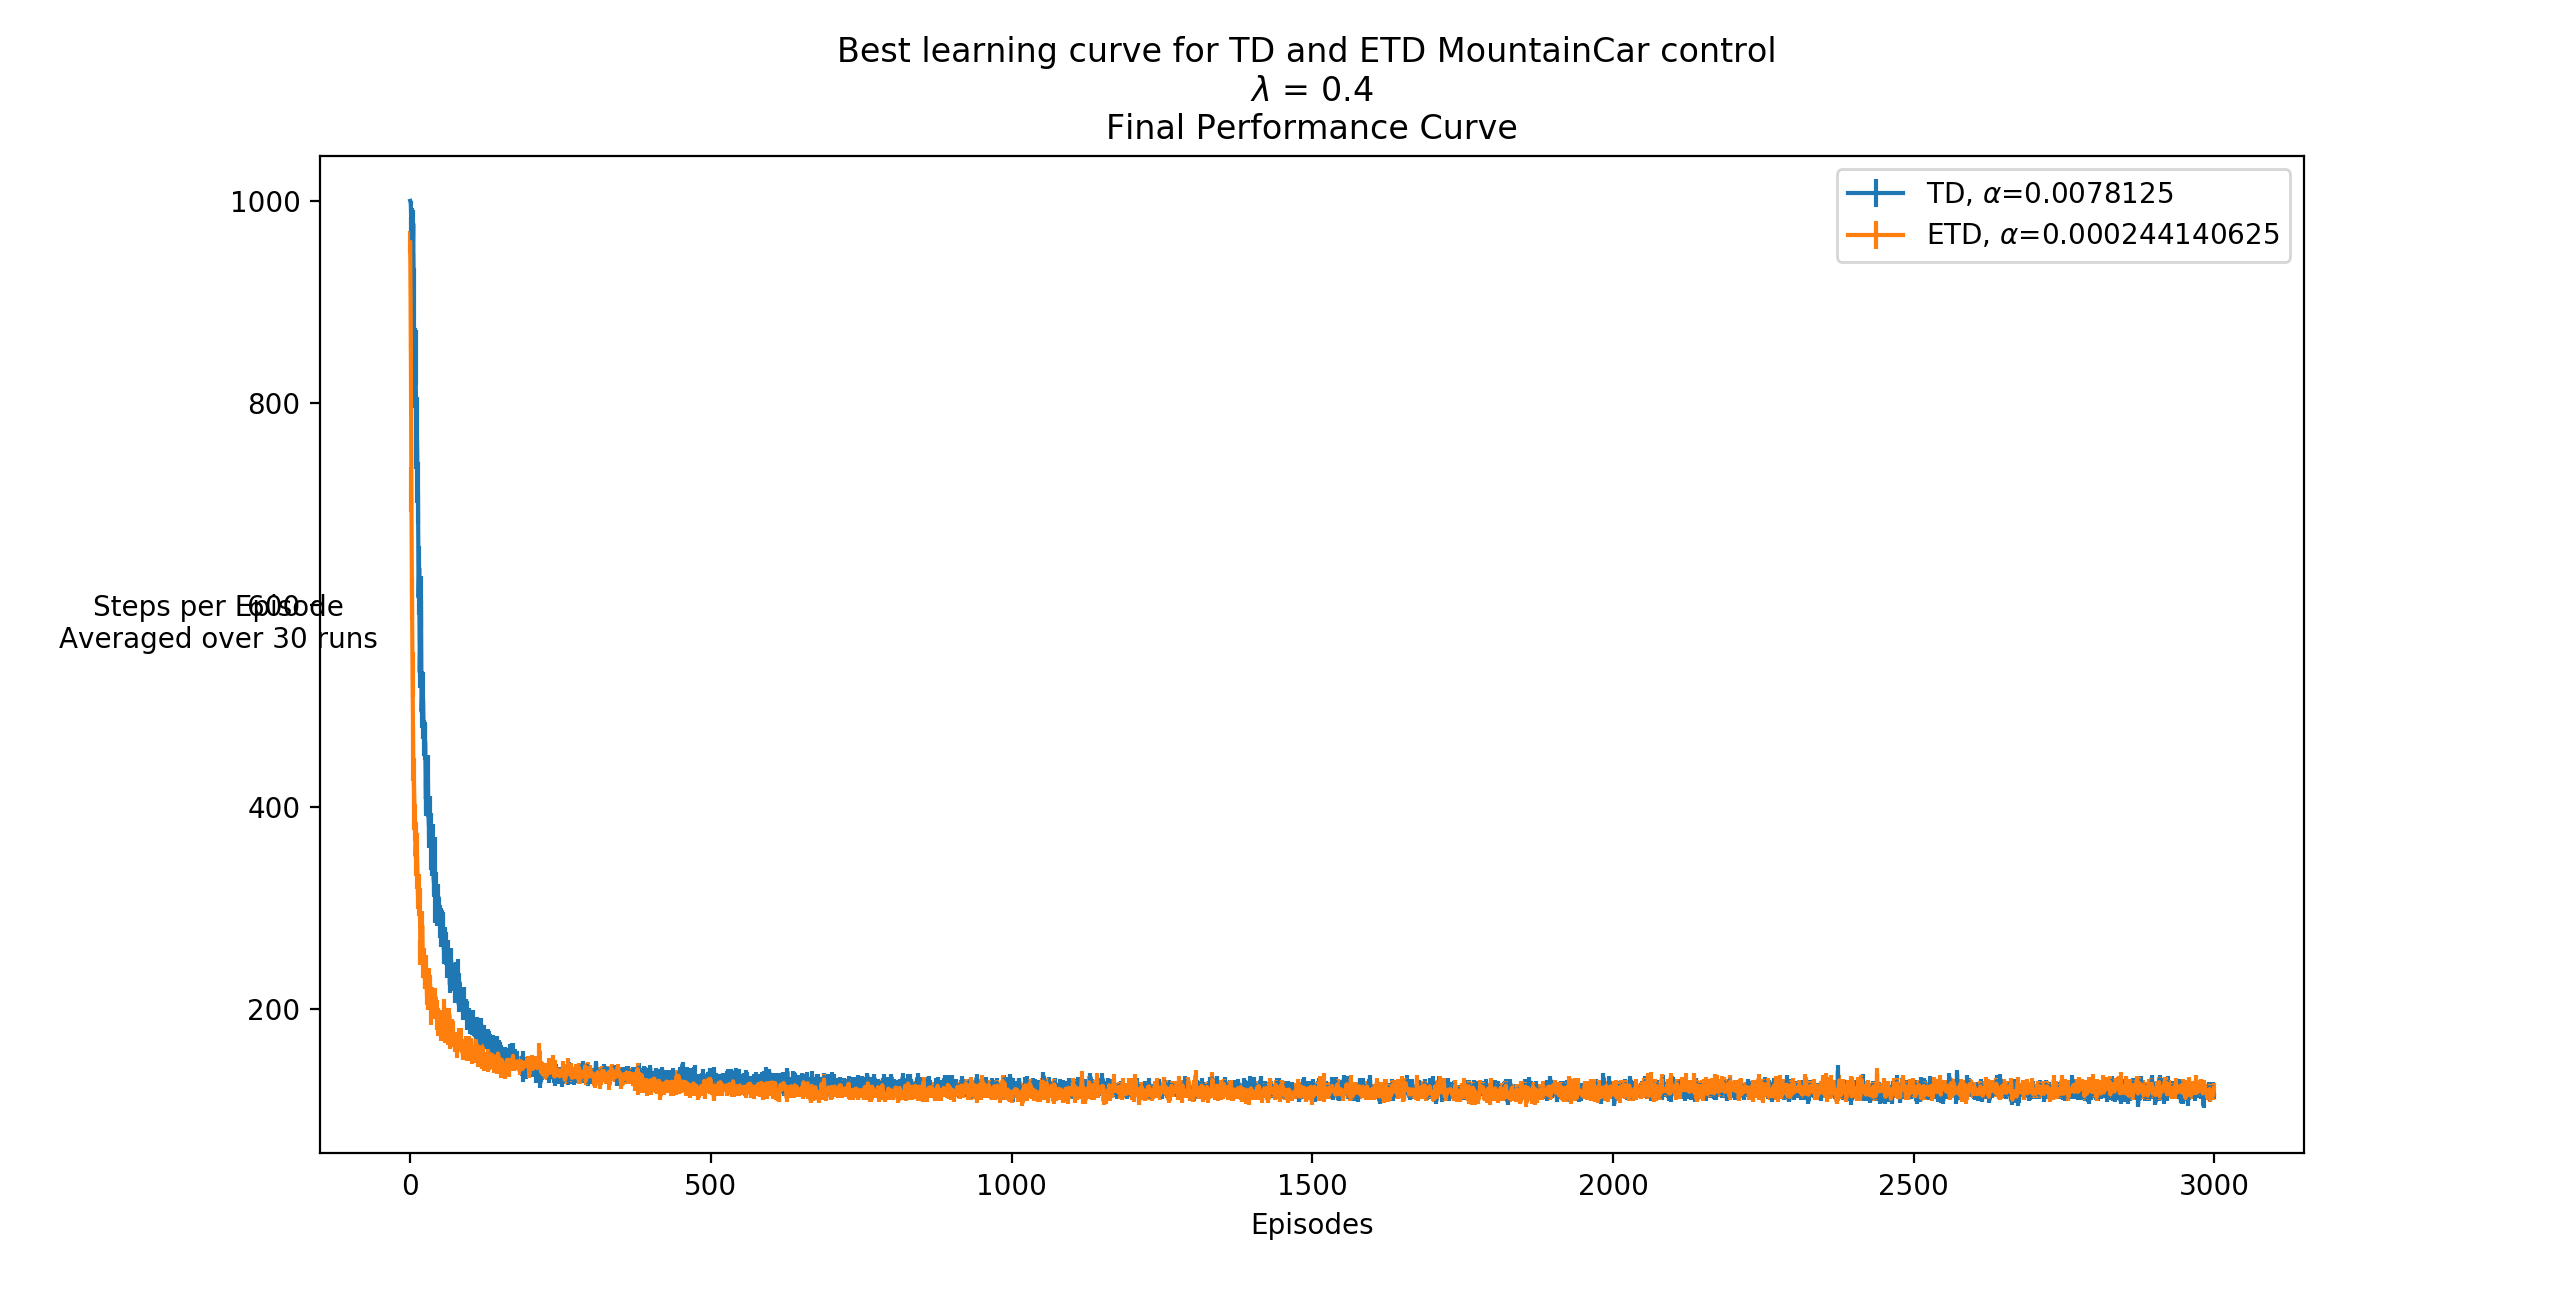 Best learning curve for TD and ETD MountainCar control
λ = 0.4
Final Performance Curve
TD, α=0.0078125
ETD, α=0.000244140625
1000
800
600
400
200
Steps per Episode
Averaged over 30 runs
0 500 1000 1500 2000 2500 3000
Episodes